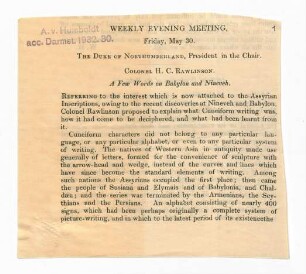 A. v. Humboldt
acc. Darmst. 1932.30.
1
WEEKLY EVENING MEETING,
Friday, May 30.
THE DUKE OF NORTHUMBERLAND, President in the Chair.
COLONEL H. C. RAWLINSON.
A Few Words on Babylon and Nineveh.
REFERRING to the interest which is now attached to the Assyrian
Inscriptions, owing to the recent discoveries at Nineveh and Babylon,
Colonel Rawlinson proposed to explain what Cuneiform writing was,
how it had come to be deciphered, and what had been learnt from
it.
Cuneiform characters did not belong to any particular language, or any particular alphabet, or even to any particular system
of writing. The natives of Western Asia in antiquity made use
generally of letters, formed for the convenience of sculpture with
the arrow-head and wedge, instead of the curves and lines which
have since become the standard elements of writing. Among
such nations the Assyrians occupied the first place; then came
the people of Susiana and Elymais and of Babylonia, and Chaldæa; and the series was terminated by the Armenians, the Scythians and the Persians. An alphabet consisting of nearly 400
signs, which had been perhaps originally a complete system of
picture-writing, and in which to the latest period of its existence the